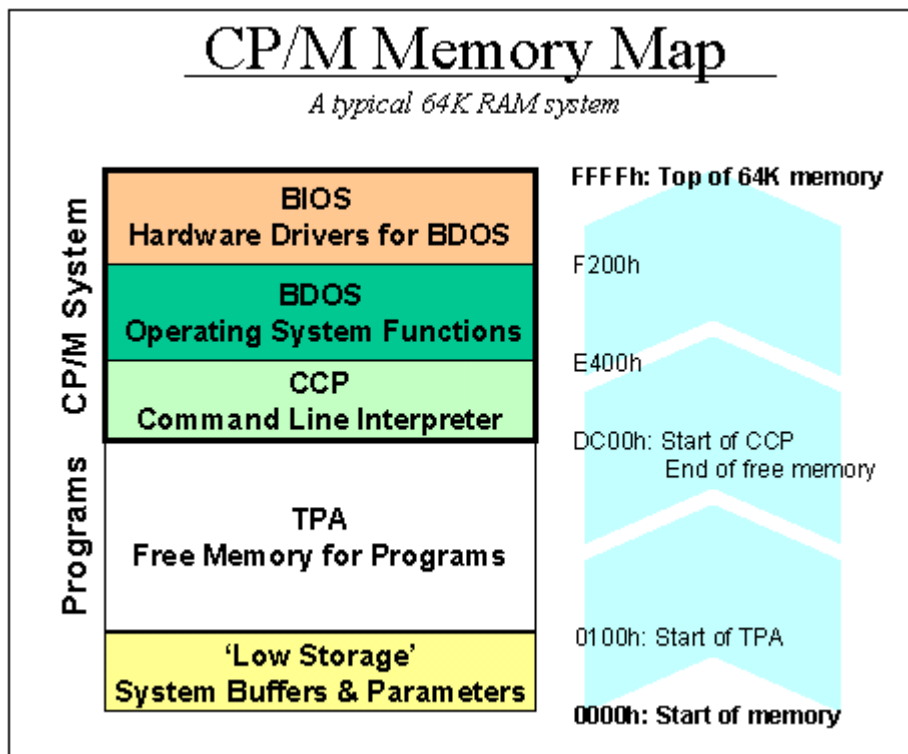 CP/M Memory Map
A typical 64K RAM system
CP/M System
Programs
BIOS
Hardware Drivers for BDOS
BDOS
Operating System Functions
CCP
Command Line Interpreter
TPA
Free Memory for Programs
'Low Storage'
System Buffers & Parameters
FFFFh: Top of 64K memory
F200h
E400h
DC00h: Start of CCP
End of free memory
0100h: Start of TPA
0000h: Start of memory